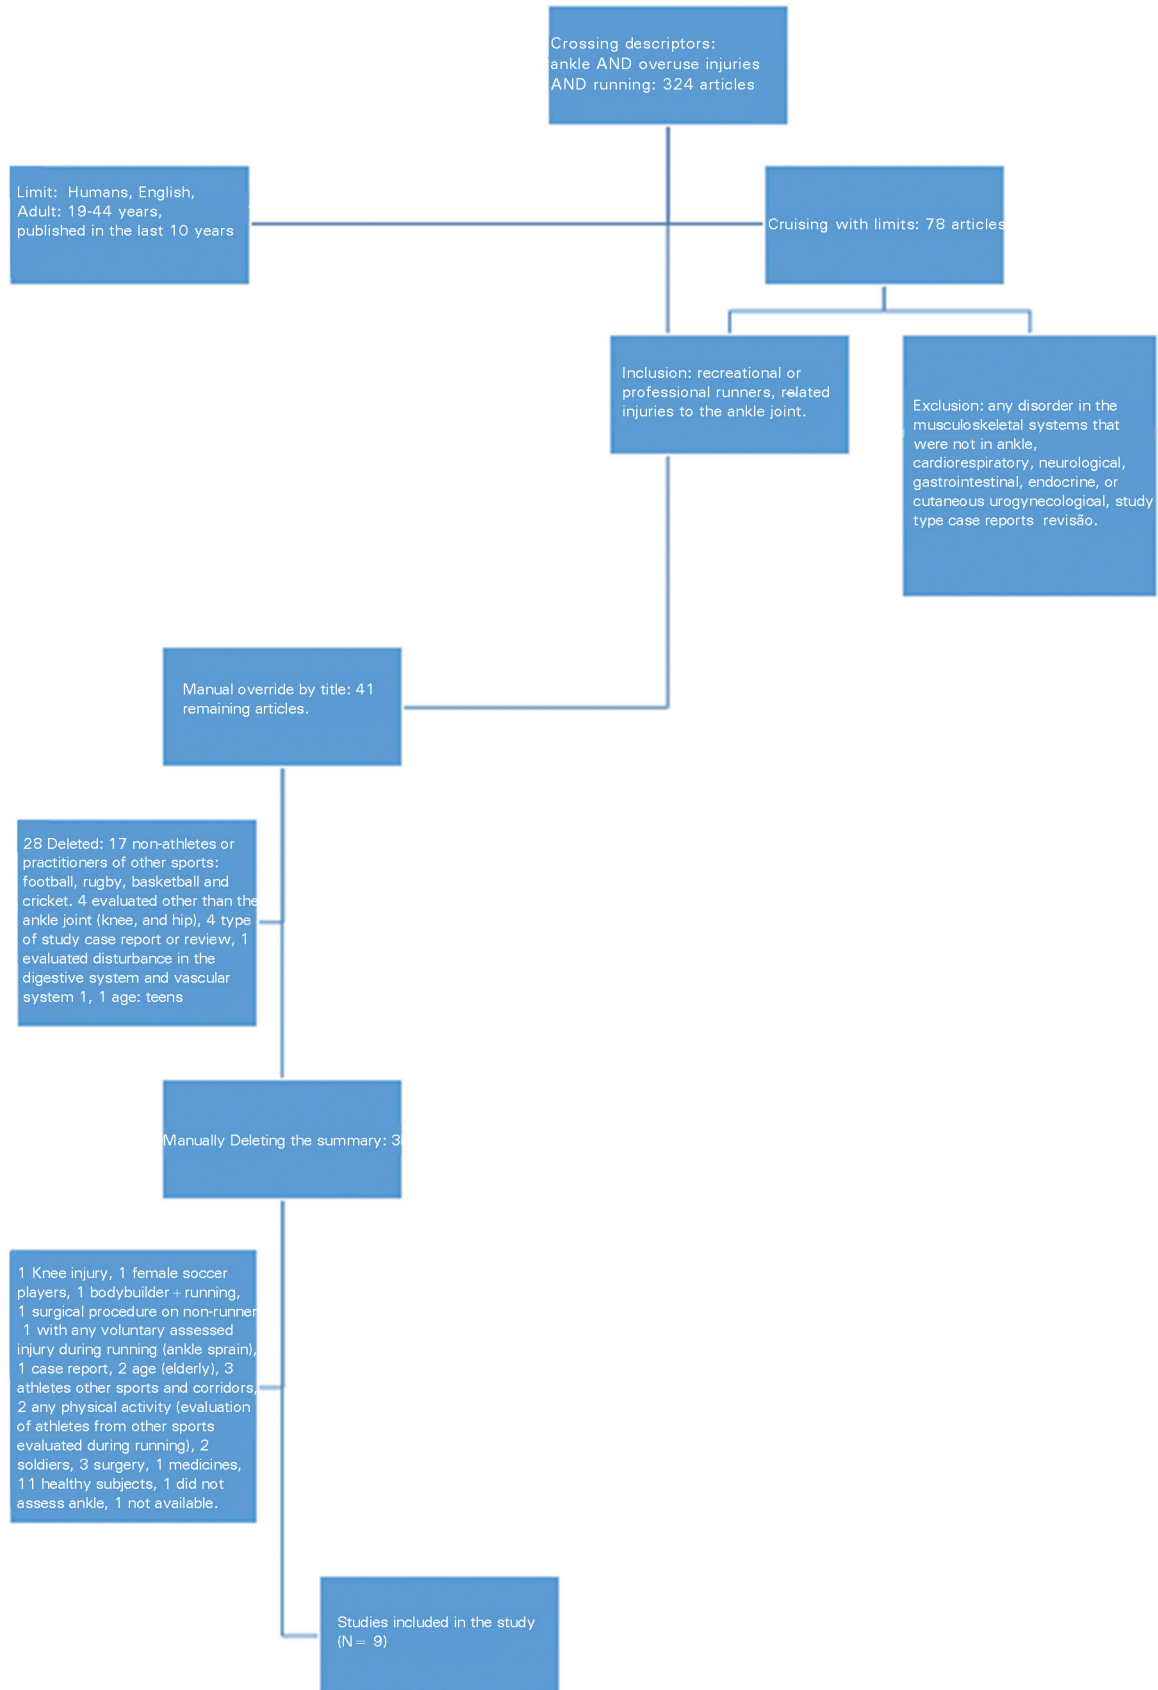 Crossing descriptors:
ankle AND overuse injuries
AND running: 324 articles
Limit: Humans, English,
Adult: 19-44 years,
published in the last 10 years
Cruising with limits: 78 articles
Inclusion: recreational or
professional runners, related
injuries to the ankle joint.
Exclusion: any disorder in the
musculoskeletal systems that
were not in ankle,
cardiorespiratory, neurological,
gastrointestinal, endocrine, or
cutaneous urogynecological, study
type case reports revisão.
Manual override by title: 41
remaining articles.
28 Deleted: 17 non-athletes or
practitioners of other sports:
football, rugby, basketball and
cricket. 4 evaluated other than the
ankle joint (knee, and hip), 4 type
of study case report or review, 1
evaluated disturbance in the
digestive system and vascular
system 1, 1 age: teens
Manually Deleting the summary: 3
1 Knee injury, 1 female soccer
players, 1 bodybuilder + running,
1 surgical procedure on non-runner
1 with any voluntary assessed
injury during running (ankle sprain),
1 case report, 2 age (elderly), 3
athletes other sports and corridors,
2 any physical activity (evaluation
of athletes from other sports
evaluated during running), 2
soldiers, 3 surgery, 1 medicines,
11 healthy subjects, 1 did not
assess ankle, 1 not available.
Studies included in the study
(N = 9)